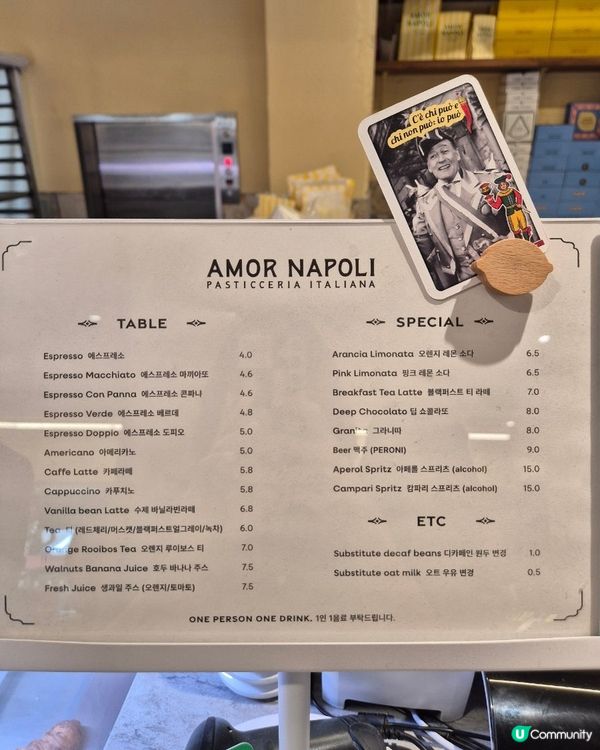 AMOR
NAPOLI
C'è chi può e
chi non può: io può
AMOR NAPOLI
PASTICCERIA ITALIANA
TABLE
Espresso 에스프레소 4.0
Espresso Macchiato 에스프레소 마끼아또 4.6
Espresso Con Panna 에스프레소 콘파나 4.6
Espresso Verde 에스프레소 베르데 4.8
Espresso Doppio 에스프레소 도피오 5.0
Americano 아메리카노 5.0
Caffe Latte 카페라떼 5.8
Cappuccino 카푸치노 5.8
Vanilla bean Latte 수제 바닐라빈라떼 6.8
Tea 티 (레드체리/머스캣/블랙퍼스트얼그레이/녹차) 6.0
Orange Rooibos Tea 오렌지 루이보스 티 7.0
Walnuts Banana Juice 호두 바나나 주스 7.5
Fresh Juice 생과일 주스 (오렌지/토마토) 7.5
SPECIAL
Arancia Limonata 오렌지 레몬 소다 6.5
Pink Limonata 핑크 레몬 소다 6.5
Breakfast Tea Latte 블랙퍼스트 티 라떼 7.0
Deep Chocolato 딥 쇼콜라또 8.0
Granita 그라니따 8.0
Beer 맥주 (PERONI) 9.0
Aperol Spritz 아페롤 스프리츠 (alcohol) 15.0
Campari Spritz 캄파리 스프리츠 (alcohol) 15.0
ETC
Substitute decaf beans 디카페인 원두 변경 1.0
Substitute oat milk 오트 우유 변경 0.5
ONE PERSON ONE DRINK. 1인 1음료 부탁드립니다.
U Community